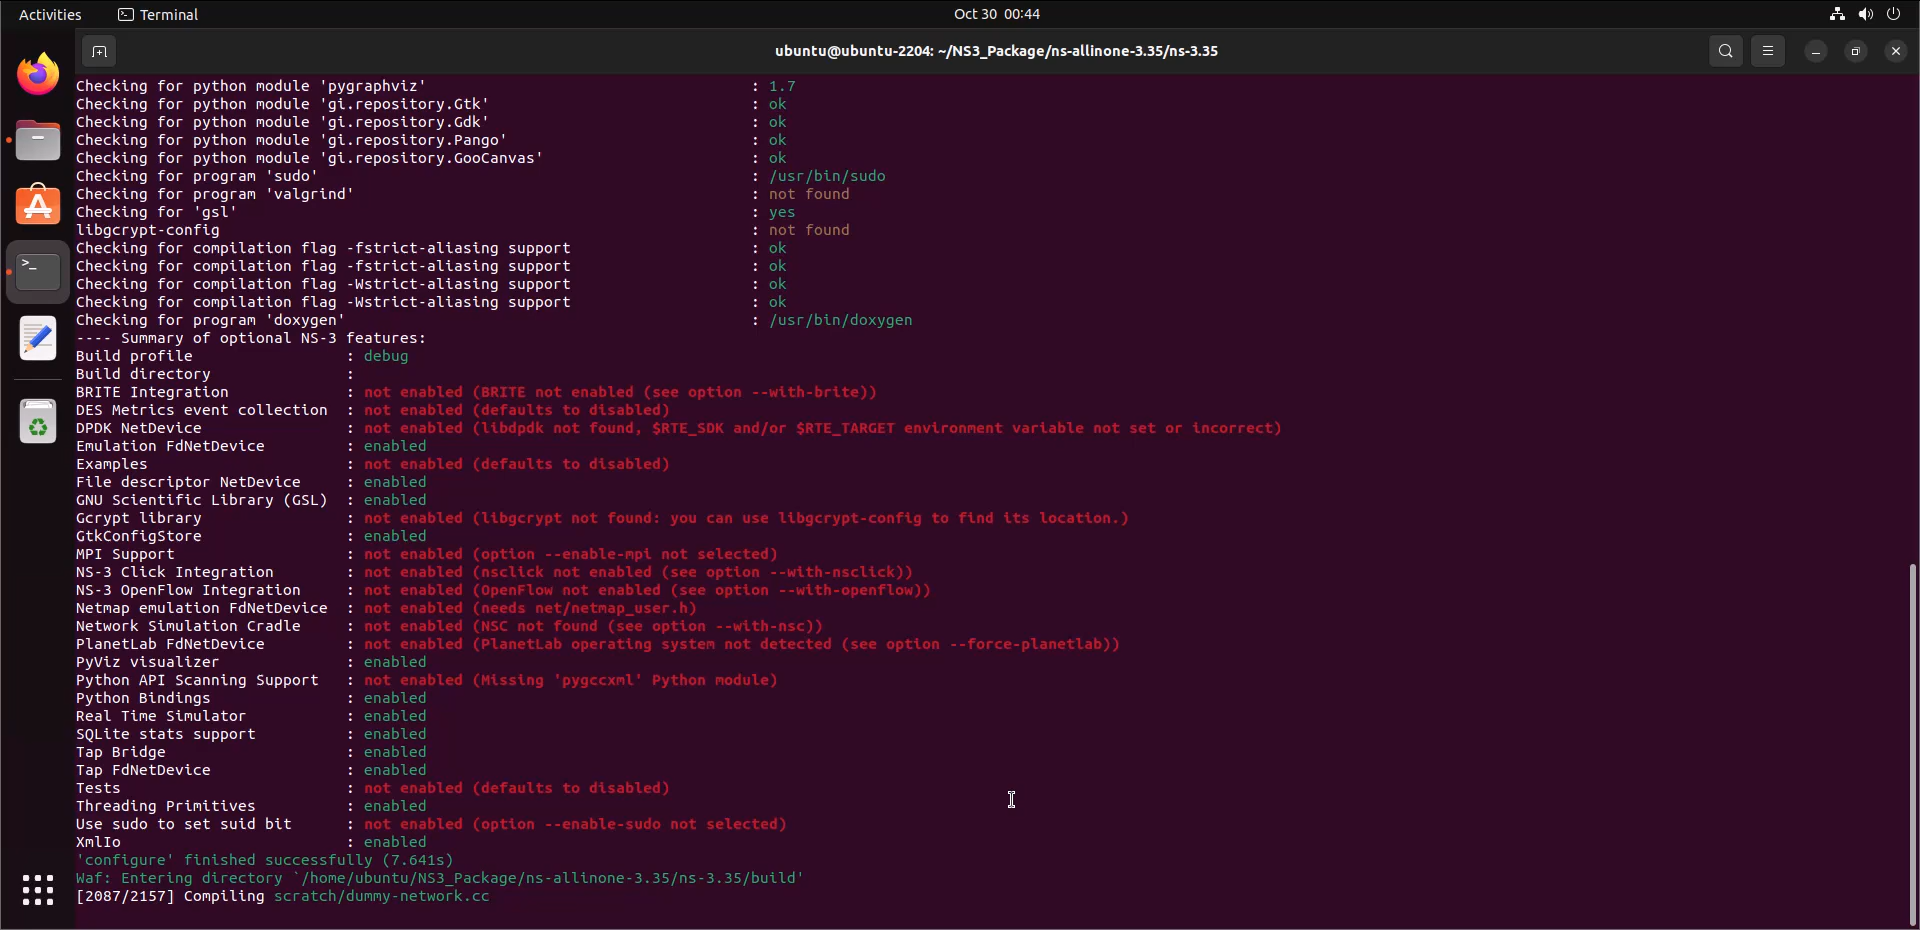 Activities Terminal Oct 30 00:44
ubuntu@ubuntu-2204: ~/NS3_Package/ns-allinone-3.35/ns-3.35
Checking for python module 'pygraphviz' : 1.7
Checking for python module 'gi.repository.Gtk' : ok
Checking for python module 'gi.repository.Gdk' : ok
Checking for python module 'gi.repository.Pango' : ok
Checking for python module 'gi.repository.GooCanvas' : ok
Checking for program 'sudo' : /usr/bin/sudo
Checking for program 'valgrind' : not found
Checking for 'gsl' : yes
libgcrypt-config : not found
Checking for compilation flag -fstrict-aliasing support : ok
Checking for compilation flag -fstrict-aliasing support : ok
Checking for compilation flag -Wstrict-aliasing support : ok
Checking for compilation flag -Wstrict-aliasing support : ok
Checking for program 'doxygen' : /usr/bin/doxygen
---- Summary of optional NS-3 features:
Build profile : debug
Build directory :
BRITE Integration : not enabled (BRITE not enabled (see option --with-brite))
DES Metrics event collection : not enabled (defaults to disabled)
DPDK NetDevice : not enabled (libdpdk not found, $RTE_SDK and/or $RTE_TARGET environment variable not set or incorrect)
Emulation FdNetDevice : enabled
Examples : not enabled (defaults to disabled)
File descriptor NetDevice : enabled
GNU Scientific Library (GSL) : enabled
Gcrypt library : not enabled (libgcrypt not found: you can use libgcrypt-config to find its location.)
GtkConfigStore : enabled
MPI Support : not enabled (option --enable-mpi not selected)
NS-3 Click Integration : not enabled (nsclick not enabled (see option --with-nsclick))
NS-3 OpenFlow Integration : not enabled (OpenFlow not enabled (see option --with-openflow))
Netmap emulation FdNetDevice : not enabled (needs net/netmap_user.h)
Network Simulation Cradle : not enabled (NSC not found (see option --with-nsc))
PlanetLab FdNetDevice : not enabled (PlanetLab operating system not detected (see option --force-planetlab))
PyViz visualizer : enabled
Python API Scanning Support : not enabled (Missing 'pygccxml' Python module)
Python Bindings : enabled
Real Time Simulator : enabled
SQLite stats support : enabled
Tap Bridge : enabled
Tap FdNetDevice : enabled
Tests : not enabled (defaults to disabled)
Threading Primitives : enabled
Use sudo to set suid bit : not enabled (option --enable-sudo not selected)
XmlIo : enabled
'configure' finished successfully (7.641s)
Waf: Entering directory `/home/ubuntu/NS3_Package/ns-allinone-3.35/ns-3.35/build'
[2087/2157] Compiling scratch/dummy-network.cc